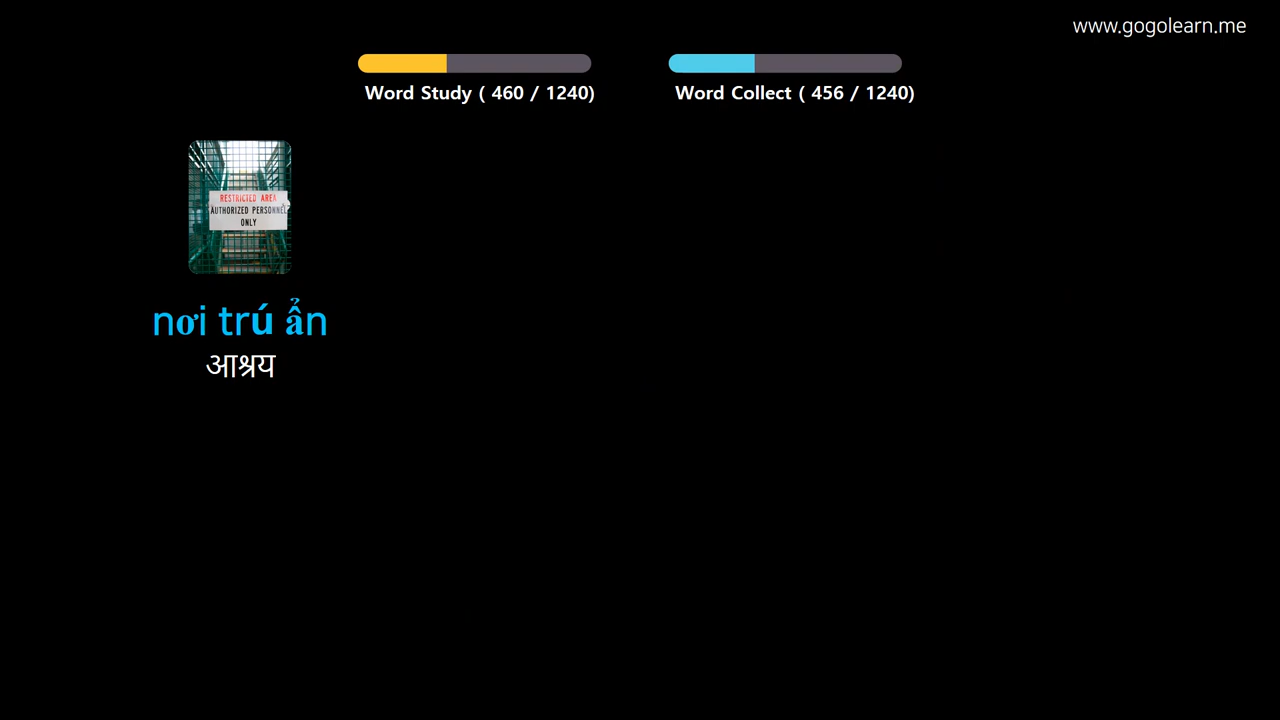 www.gogolearn.me
Word Study ( 460 / 1240)
Word Collect ( 456 / 1240)
RESTRICTED AREA
AUTHORIZED PERSONNEL
ONLY
nơi trú ẩn
आश्रय